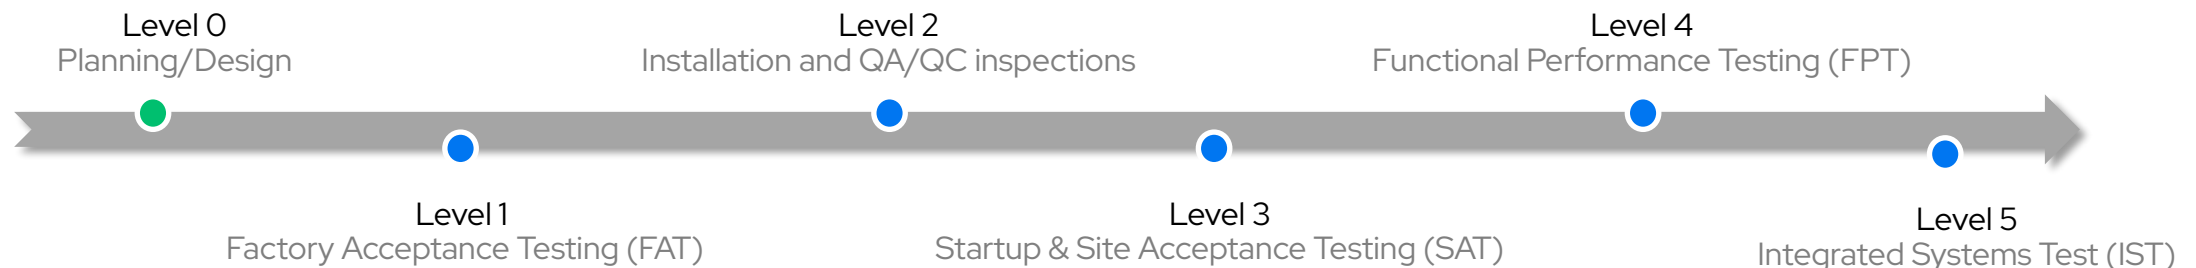 Level 0
Planning/Design
Level 1
Factory Acceptance Testing (FAT)
Level 2
Installation and QA/QC inspections
Level 3
Startup & Site Acceptance Testing (SAT)
Level 4
Functional Performance Testing (FPT)
Level 5
Integrated Systems Test (IST)